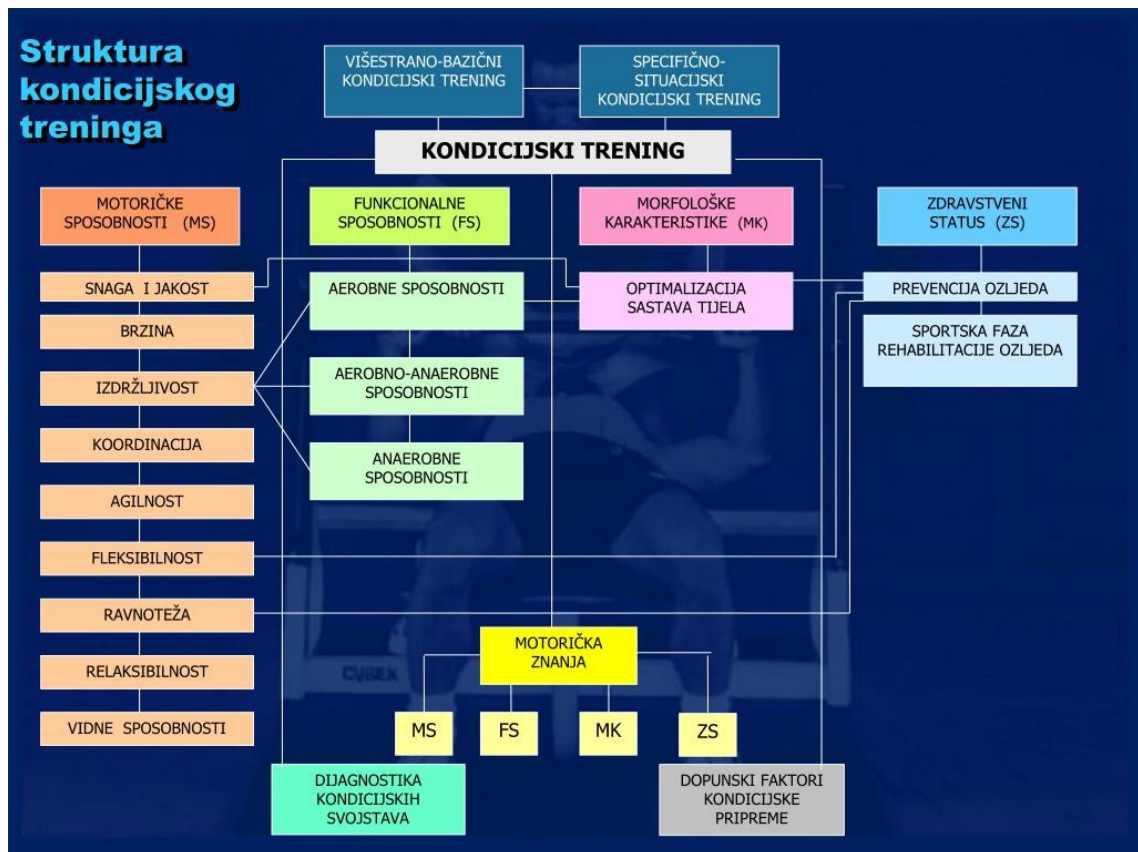 Struktura
kondicijskog
treninga
VIŠESTRANO-BAZIČNI
KONDICIJSKI TRENING
SPECIFIČNO-
SITUACIJSKI
KONDICIJSKI TRENING
KONDICIJSKI TRENING
MOTORIČKE
SPOSOBNOSTI (MS)
FUNKCIONALNE
SPOSOBNOSTI (FS)
MORFOLOŠKE
KARAKTERISTIKE (MK)
ZDRAVSTVENI
STATUS (ZS)
SNAGA I JAKOST
BRZINA
IZDRŽLJIVOST
KOORDINACIJA
AGILNOST
FLEKSIBILNOST
RAVNOTEŽA
RELAKSIBILNOST
VIDNE SPOSOBNOSTI
AEROBNE SPOSOBNOSTI
AEROBNO-ANAEROBNE
SPOSOBNOSTI
ANAEROBNE
SPOSOBNOSTI
OPTIMALIZACIJA
SASTAVA TIJELA
PREVENCIJA OZLJEDA
SPORTSKA FAZA
REHABILITACIJE OZLJEDA
MOTORIČKA
ZNANJA
MS
FS
MK
ZS
CYBEX
DIJAGNOSTIKA
KONDICIJSKIH
SVOJSTAVA
DOPUNSKI FAKTORI
KONDICIJSKE
PRIPREME